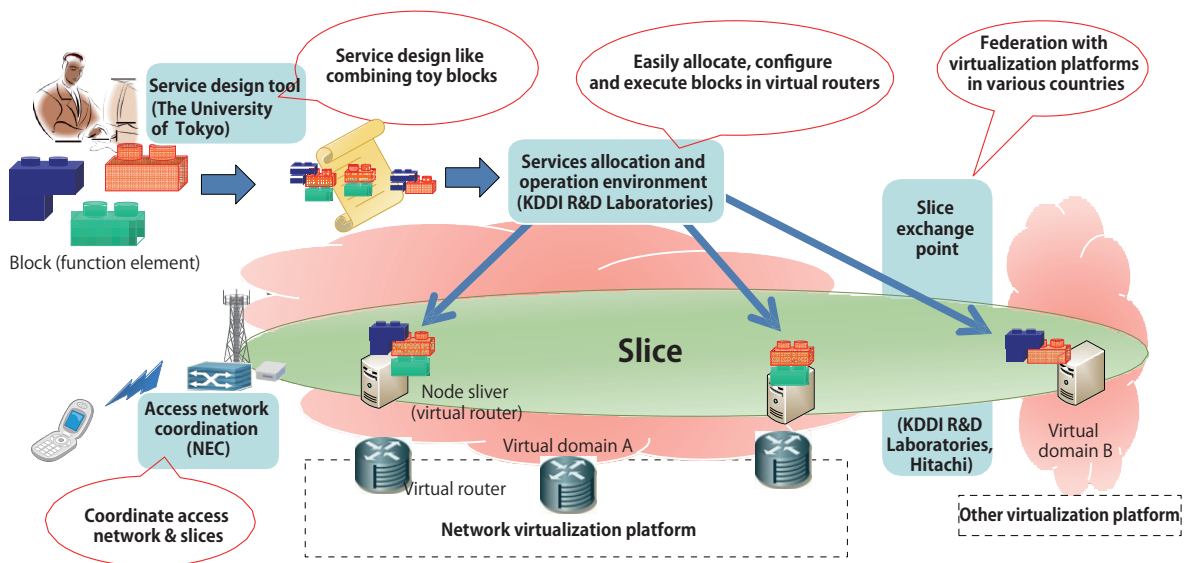 Service design tool
(The University
of Tokyo)
Service design like
combining toy blocks
Easily allocate, configure
and execute blocks in virtual routers
Federation with
virtualization platforms
in various countries
Services allocation and
operation environment
(KDDI R&D Laboratories)
Slice
exchange
point
Block (function element)
Slice
Node sliver
(virtual router)
Access network
coordination
(NEC)
(KDDI R&D
Laboratories,
Hitachi)
Virtual
domain B
Virtual domain A
Virtual router
Network virtualization platform
Coordinate access
network & slices
Other virtualization platform